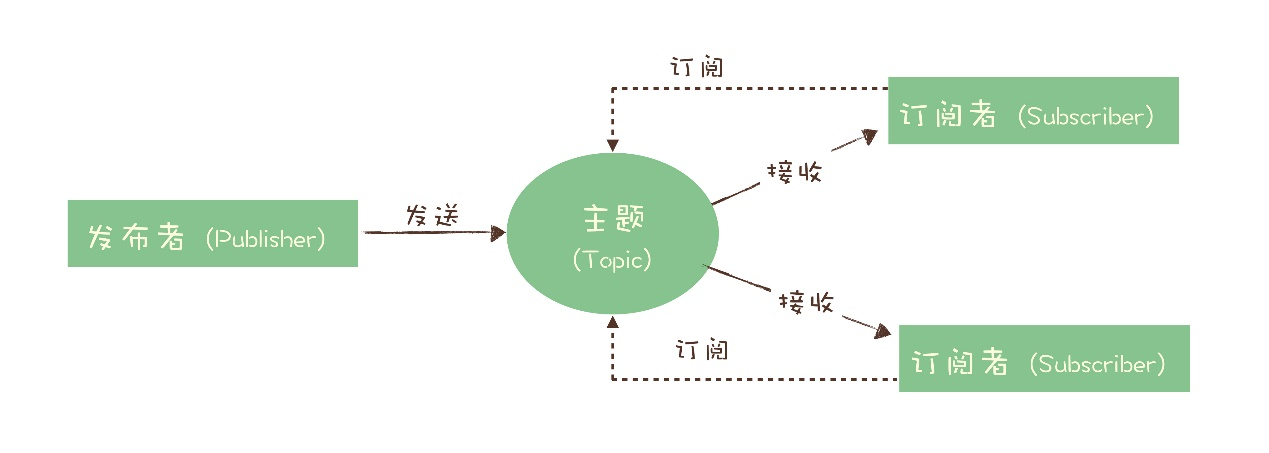 订阅
订阅者 (Subscriber)
接收
发送
发布者 (Publisher)
主题
(Topic)
接收
订阅
订阅者 (Subscriber)